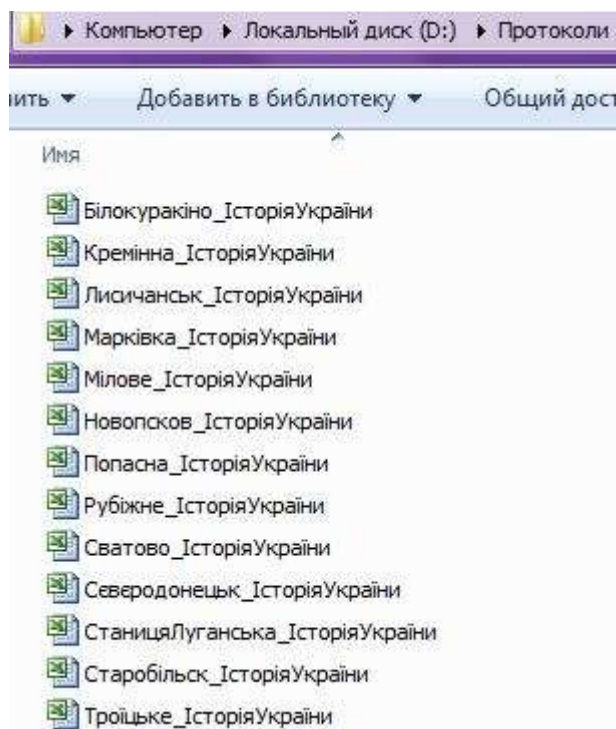 Компьютер Локальный диск (D:) Протоколи
ить Добавить в библиотеку Общий дост
Имя
Білокуракіно_ІсторіяУкраїни
Кремінна_ІсторіяУкраїни
Лисичанськ_ІсторіяУкраїни
Марківка_ІсторіяУкраїни
Мілове_ІсторіяУкраїни
Новопсков_ІсторіяУкраїни
Попасна_ІсторіяУкраїни
Рубіжне_ІсторіяУкраїни
Сватово_ІсторіяУкраїни
Сєвєродонецьк_ІсторіяУкраїни
СтаницяЛуганська_ІсторіяУкраїни
Старобільск_ІсторіяУкраїни
Троїцьке_ІсторіяУкраїни